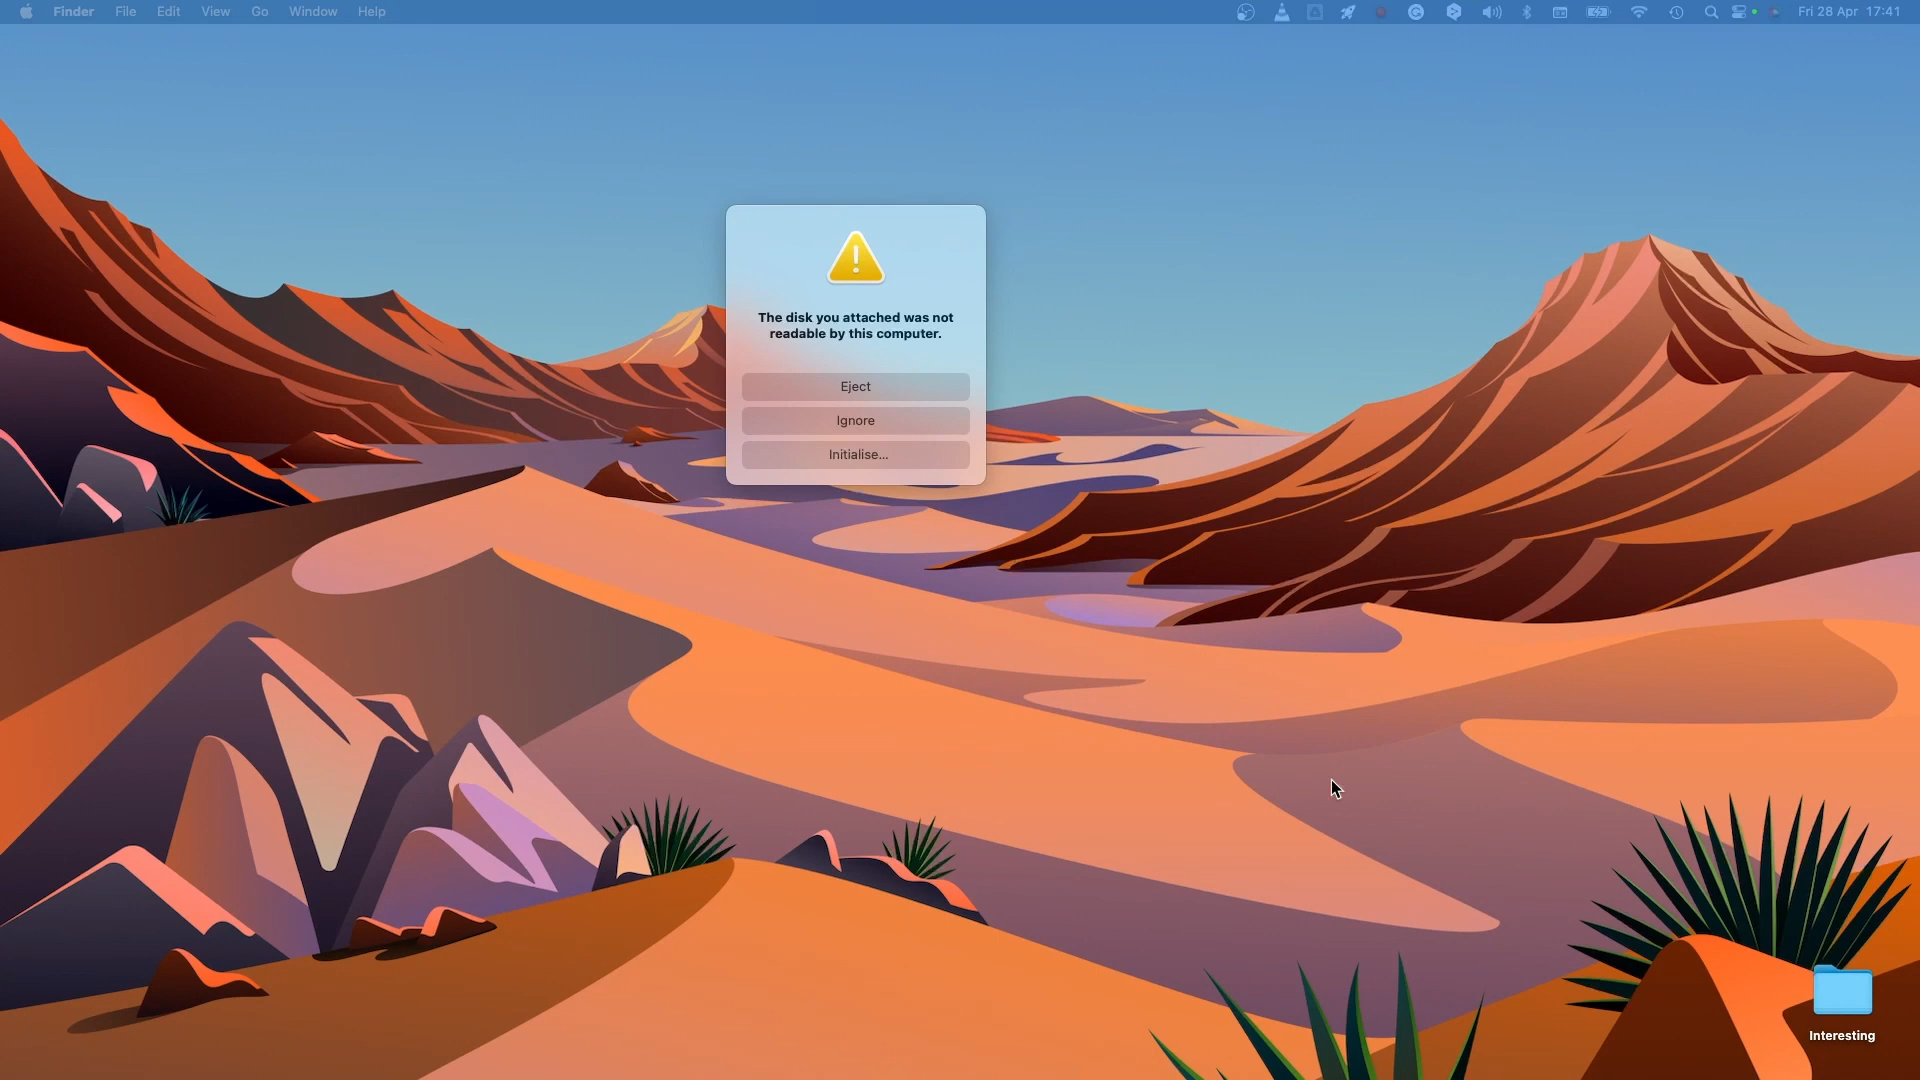 Finder File Edit View Go Window Help
Fri 28 Apr 17:41
The disk you attached was not
readable by this computer.
Eject
Ignore
Initialise...
Interesting